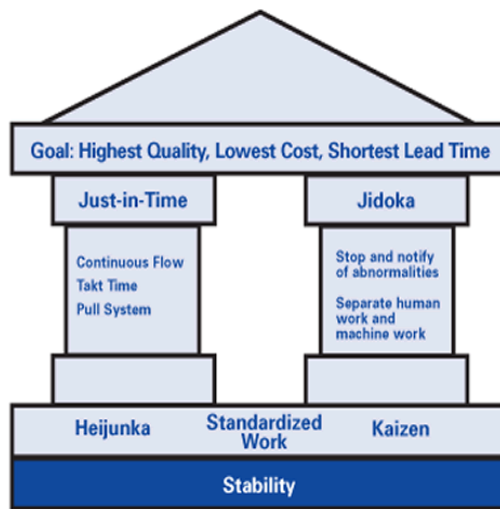 Goal: Highest Quality, Lowest Cost, Shortest Lead Time
Just-in-Time
Jidoka
Continuous Flow
Takt Time
Pull System
Stop and notify
of abnormalities
Separate human
work and
machine work
Heijunka
Standardized
Work
Kaizen
Stability